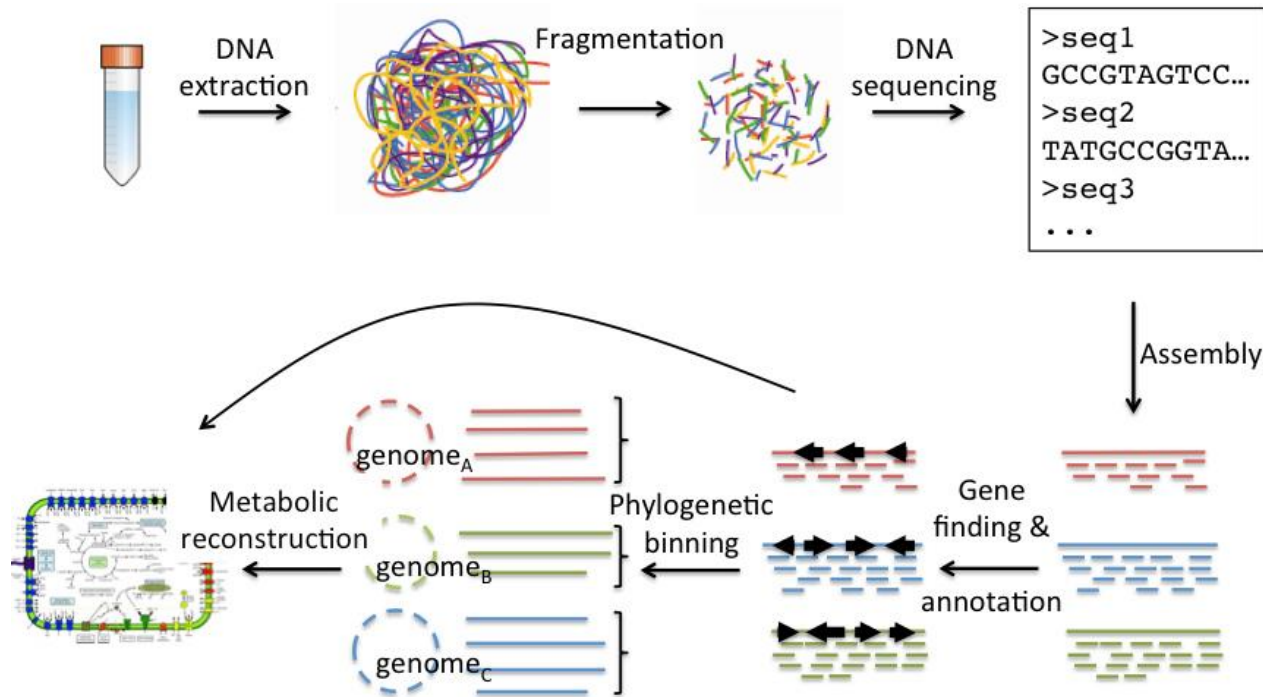 DNA
extraction
Fragmentation
DNA
sequencing
>seq1
GCCGTAGTCC…
>seq2
TATGCCGGTA…
>seq3
...
Assembly
Gene
finding &
annotation
Phylogenetic
binning
genomeA
genomeB
genomeC
Metabolic
reconstruction